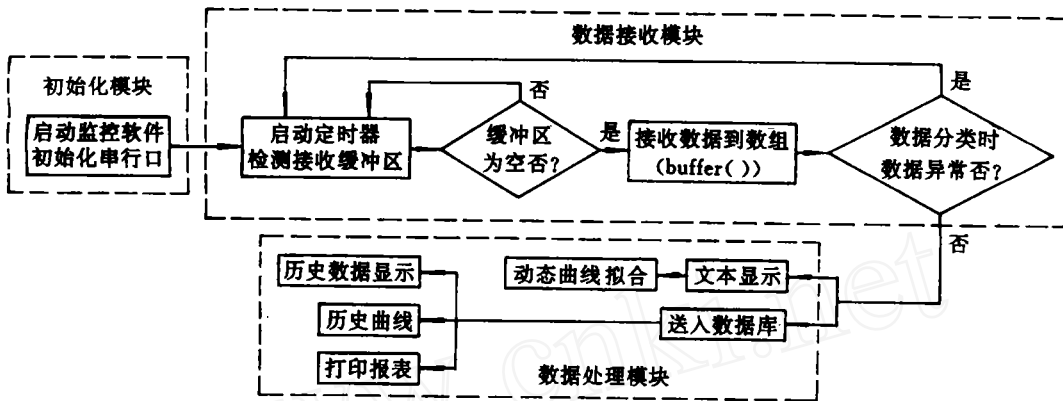 数据接收模块
初始化模块
启动监控软件
初始化串行口
启动定时器
检测接收缓冲区
否
缓冲区
为空否?
是
接收数据到数组
(buffer( ))
是
数据分类时
数据异常否?
否
历史数据显示
动态曲线拟合
文本显示
历史曲线
送入数据库
打印报表
数据处理模块
www.cnki.net